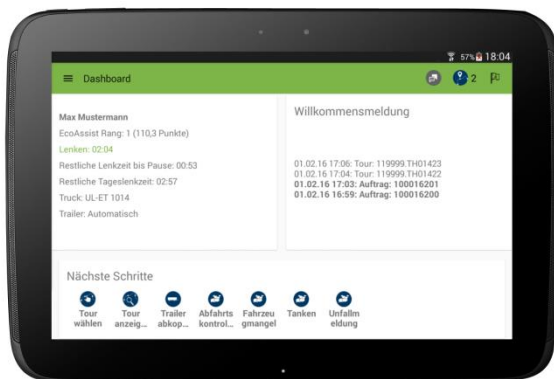 57% 18:04
Dashboard
2
Max Mustermann
EcoAssist Rang: 1 (110,3 Punkte)
Lenken: 02:04
Restliche Lenkzeit bis Pause: 00:53
Restliche Tageslenkzeit: 02:57
Truck: UL-ET 1014
Trailer: Automatisch
Willkommensmeldung
01.02.16 17:06: Tour: 119999.TH01423
01.02.16 17:04: Tour: 119999.TH01422
01.02.16 17:03: Auftrag: 100016201
01.02.16 16:59: Auftrag: 100016200
Nächste Schritte
Tour wählen
Tour anzeig...
Trailer abkop...
Abfahrts kontrol...
Fahrzeu gmangel
Tanken
Unfallm eldung